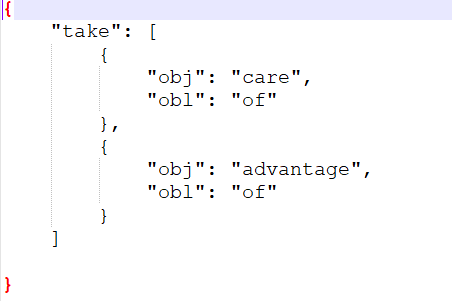 {
    "take": [
        {
            "obj": "care",
            "obl": "of"
        },
        {
            "obj": "advantage",
            "obl": "of"
        }
    ]

}